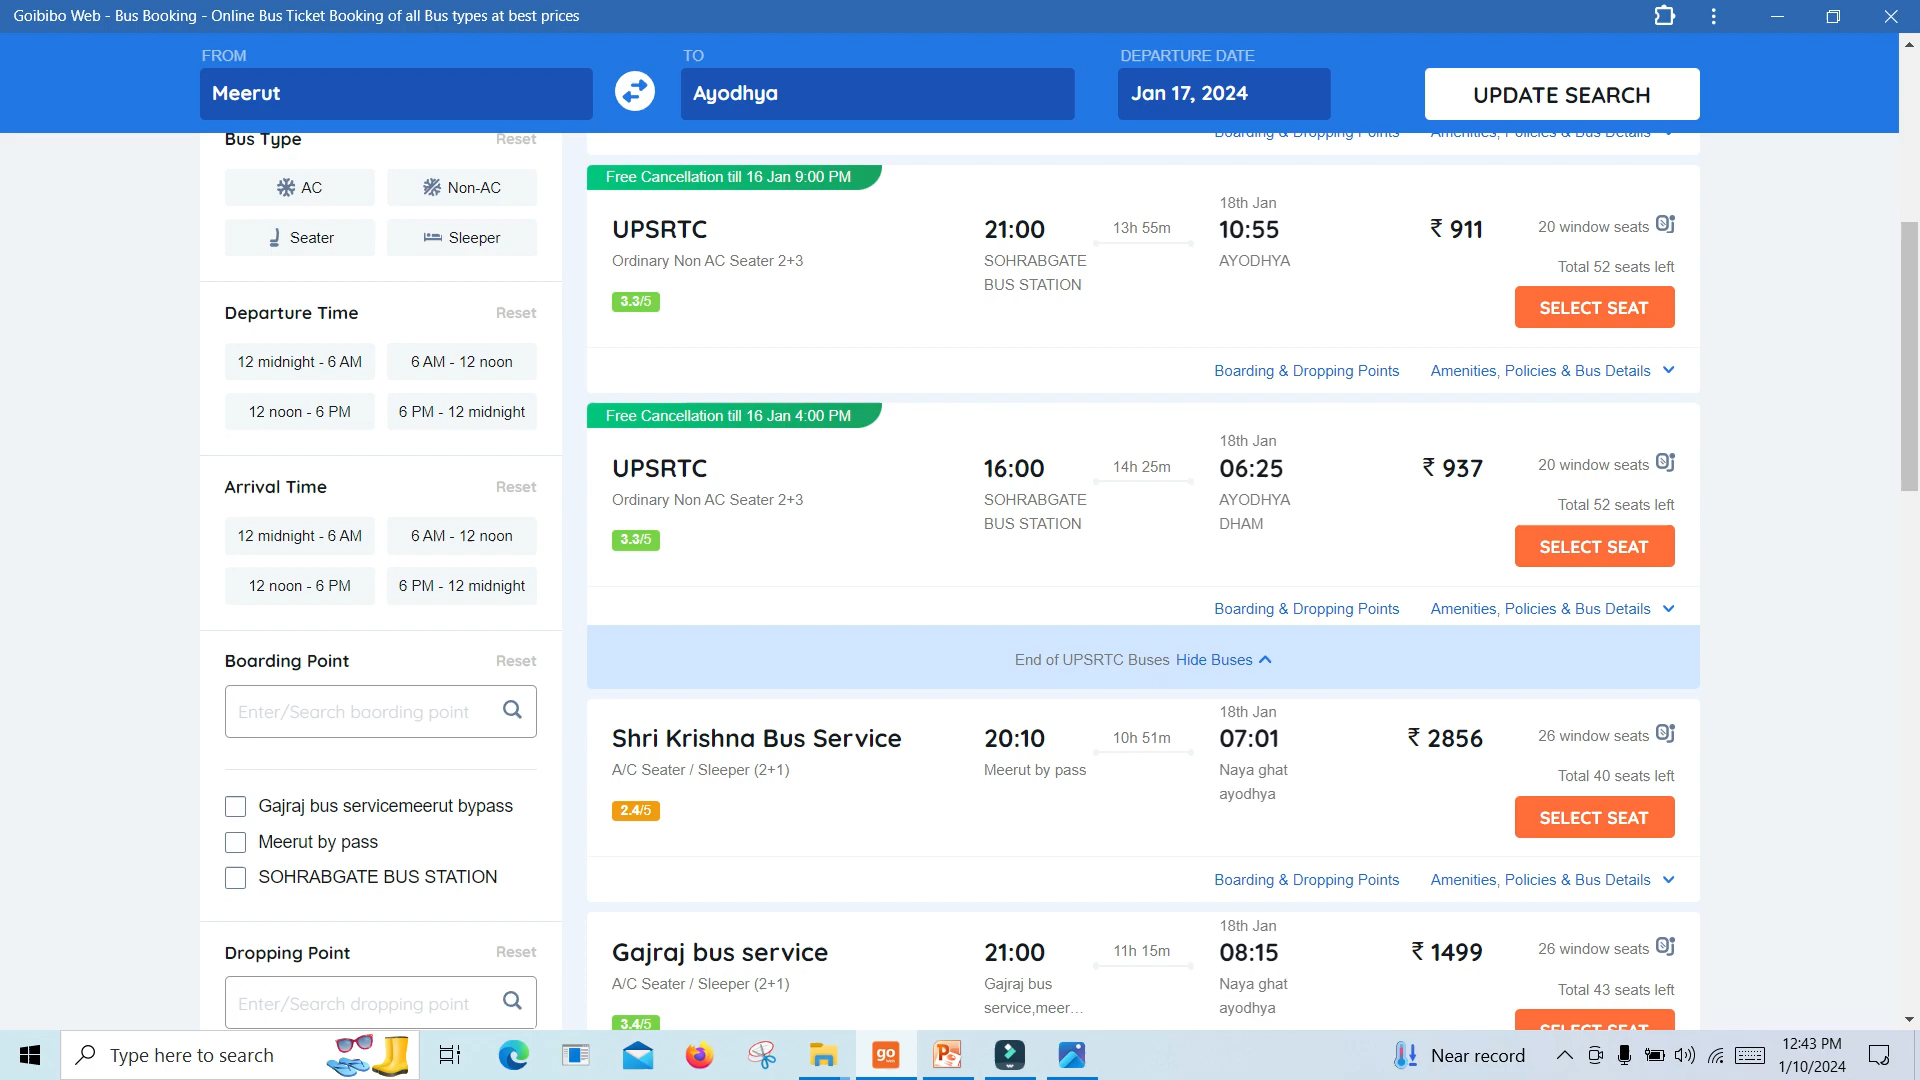 Goibibo Web - Bus Booking - Online Bus Ticket Booking of all Bus types at best prices
FROM
Meerut
TO
Ayodhya
DEPARTURE DATE
Jan 17, 2024
UPDATE SEARCH
Bus Type
Reset
AC
Non-AC
Seater
Sleeper
Departure Time
Reset
12 midnight - 6 AM
6 AM - 12 noon
12 noon - 6 PM
6 PM - 12 midnight
Arrival Time
Reset
12 midnight - 6 AM
6 AM - 12 noon
12 noon - 6 PM
6 PM - 12 midnight
Boarding Point
Reset
Enter/Search baording point
Gajraj bus servicemeerut bypass
Meerut by pass
SOHRABGATE BUS STATION
Dropping Point
Reset
Enter/Search dropping point
Boarding & Dropping Points
Amenities, Policies & Bus Details
Free Cancellation till 16 Jan 9:00 PM
UPSRTC
Ordinary Non AC Seater 2+3
3.3/5
21:00
SOHRABGATE
BUS STATION
13h 55m
18th Jan
10:55
AYODHYA
₹ 911
20 window seats
Total 52 seats left
SELECT SEAT
Boarding & Dropping Points
Amenities, Policies & Bus Details
Free Cancellation till 16 Jan 4:00 PM
UPSRTC
Ordinary Non AC Seater 2+3
3.3/5
16:00
SOHRABGATE
BUS STATION
14h 25m
18th Jan
06:25
AYODHYA
DHAM
₹ 937
20 window seats
Total 52 seats left
SELECT SEAT
Boarding & Dropping Points
Amenities, Policies & Bus Details
End of UPSRTC Buses Hide Buses
Shri Krishna Bus Service
A/C Seater / Sleeper (2+1)
2.4/5
20:10
Meerut by pass
10h 51m
18th Jan
07:01
Naya ghat
ayodhya
₹ 2856
26 window seats
Total 40 seats left
SELECT SEAT
Boarding & Dropping Points
Amenities, Policies & Bus Details
Gajraj bus service
A/C Seater / Sleeper (2+1)
3.4/5
21:00
Gajraj bus
service,meer...
11h 15m
18th Jan
08:15
Naya ghat
ayodhya
₹ 1499
26 window seats
Total 43 seats left
SELECT SEAT
Type here to search
go
Near record
12:43 PM
1/10/2024